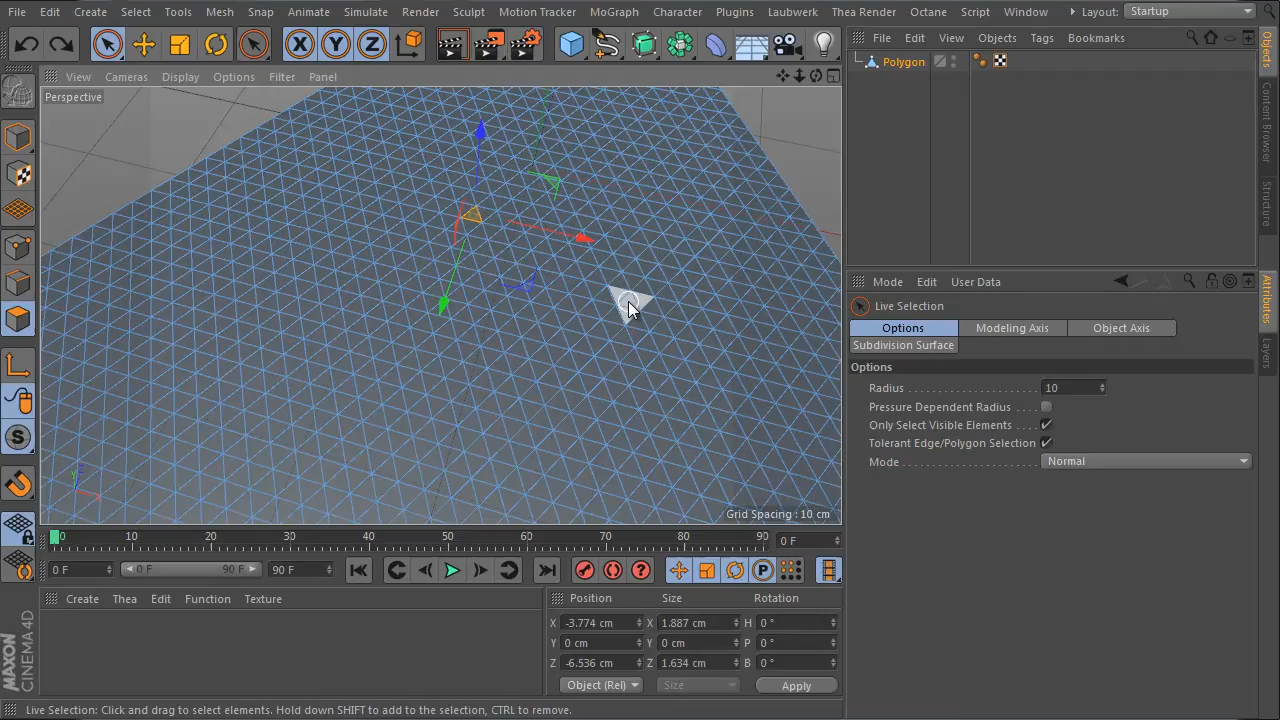 File Edit Create Select Tools Mesh Snap Animate Simulate Render Sculpt Motion Tracker MoGraph Character Plugins Laubwerk Thea Render Octane Script Window Layout: Startup
X Y Z
File Edit View Objects Tags Bookmarks
Objects
View Cameras Display Options Filter Panel
Polygon
Perspective
Content Browser
Structure
Mode Edit User Data
Attributes
Live Selection
Options Modeling Axis Object Axis
Subdivision Surface
Layers
Options
Radius 10
Pressure Dependent Radius
Only Select Visible Elements
Tolerant Edge/Polygon Selection
Mode Normal
S
Y
Grid Spacing : 10 cm
0 10 20 30 40 50 60 70 80 90 0 F
0 F 0 F 90 F 90 F P
Create Thea Edit Function Texture
Position Size Rotation
X -3.774 cm X 1.887 cm H 0 °
Y 0 cm Y 0 cm P 0 °
Z -6.536 cm Z 1.634 cm B 0 °
Object (Rel) Size Apply
MAXON
CINEMA 4D
Live Selection: Click and drag to select elements. Hold down SHIFT to add to the selection, CTRL to remove.